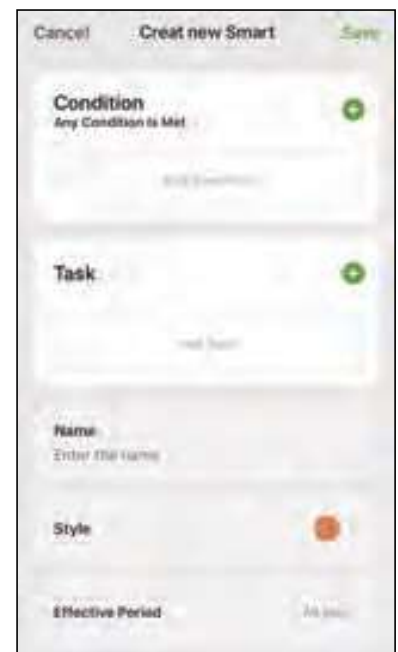 Cancel Creat new Smart Save
Condition
Any Condition Is Met
Task
Name
Enter the name
Style
Effective Period